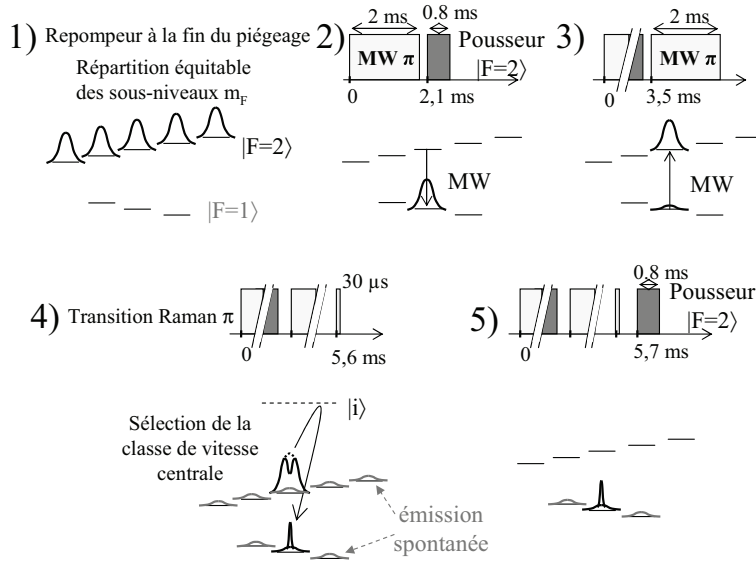 1) Repompeur à la fin du piégeage
Répartition équitable
des sous-niveaux m_F
|F=2⟩
|F=1⟩
2)
2 ms
0.8 ms
MW π
Pousseur
|F=2⟩
0
2,1 ms
MW
3)
2 ms
MW π
0
3,5 ms
MW
4) Transition Raman π
30 µs
0
5,6 ms
|i⟩
Sélection de la
classe de vitesse
centrale
émission
spontanée
5)
0.8 ms
Pousseur
|F=2⟩
0
5,7 ms